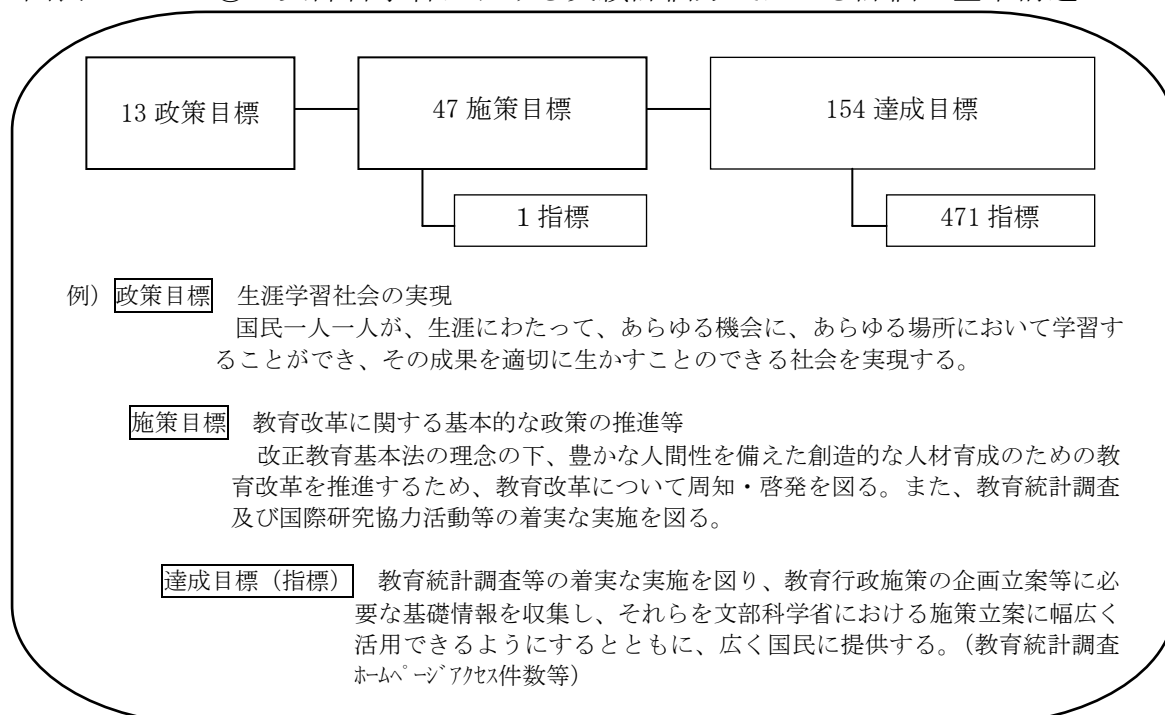 13 政策目標
47 施策目標
154 達成目標
1 指標
471 指標
例）政策目標　生涯学習社会の実現
国民一人一人が、生涯にわたって、あらゆる機会に、あらゆる場所において学習す
ることができ、その成果を適切に生かすことのできる社会を実現する。
施策目標　教育改革に関する基本的な政策の推進等
改正教育基本法の理念の下、豊かな人間性を備えた創造的な人材育成のための教
育改革を推進するため、教育改革について周知・啓発を図る。また、教育統計調査
及び国際研究協力活動等の着実な実施を図る。
達成目標（指標）　教育統計調査等の着実な実施を図り、教育行政施策の企画立案等に必
要な基礎情報を収集し、それらを文部科学省における施策立案に幅広く
活用できるようにするとともに、広く国民に提供する。（教育統計調査
ﾎｰﾑﾍﾟｰｼﾞｱｸｾｽ件数等）